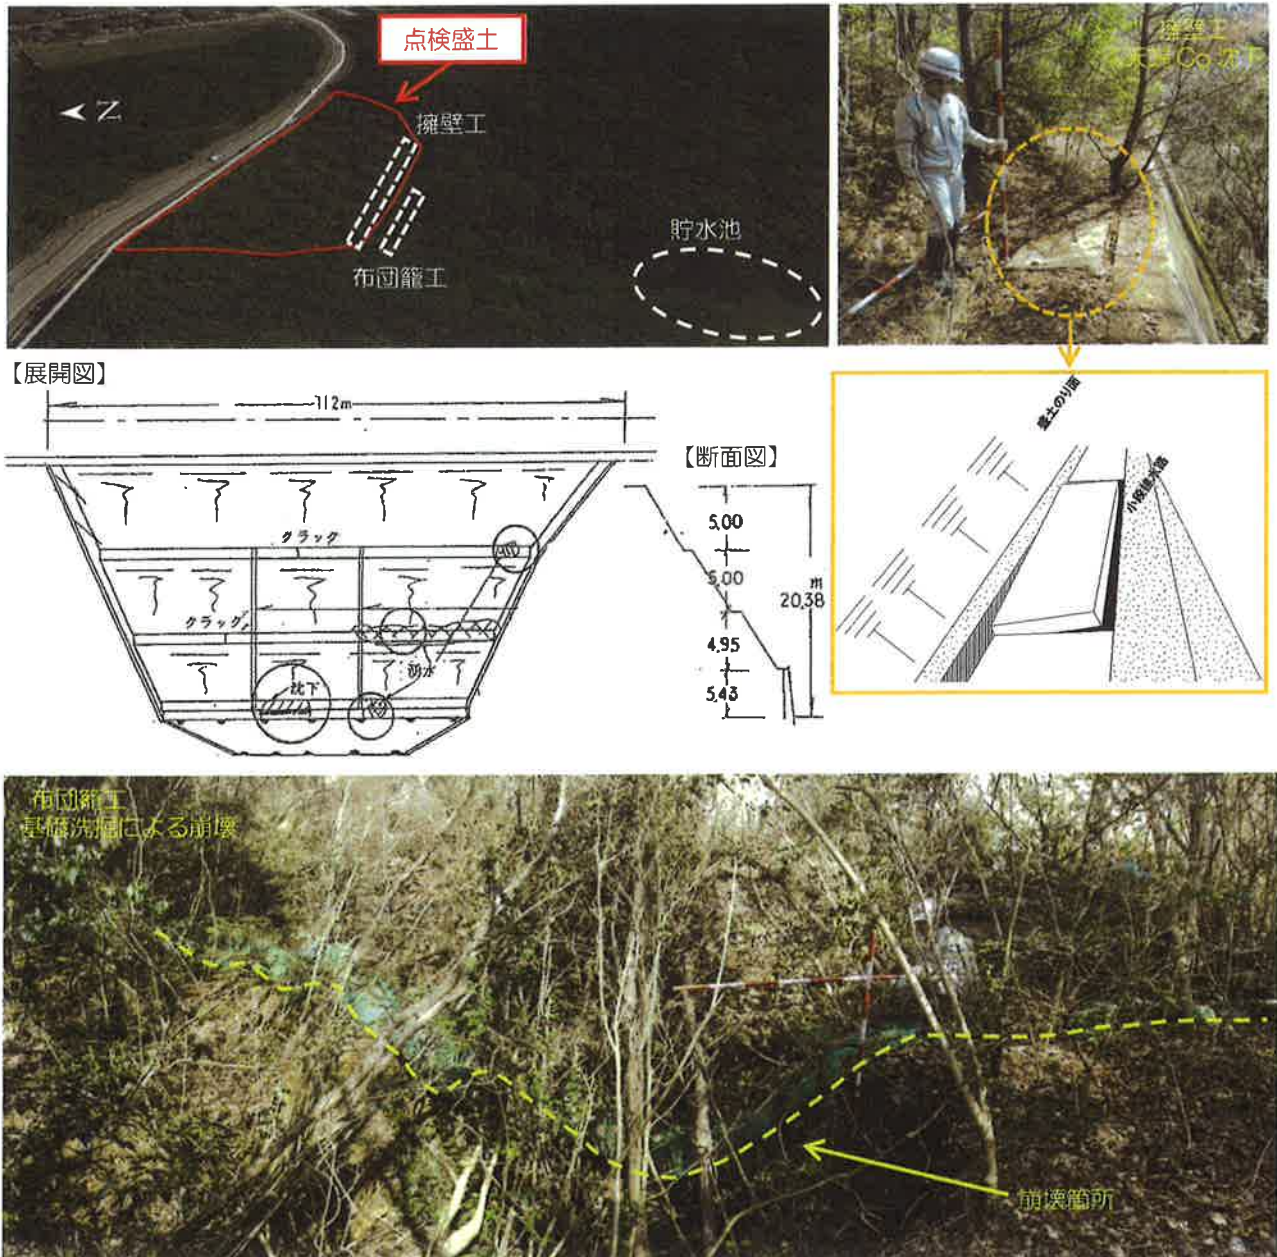 点検盛土
N
擁壁工
布団籠工
貯水池
擁壁工
天端Co沈下
【展開図】
112m
クラック
クラック
湧水
沈下
【断面図】
5.00
5.00
4.95
5.43
m
20.38
盛土のり面
小段排水路
布団籠工
基礎洗掘による崩壊
崩壊箇所